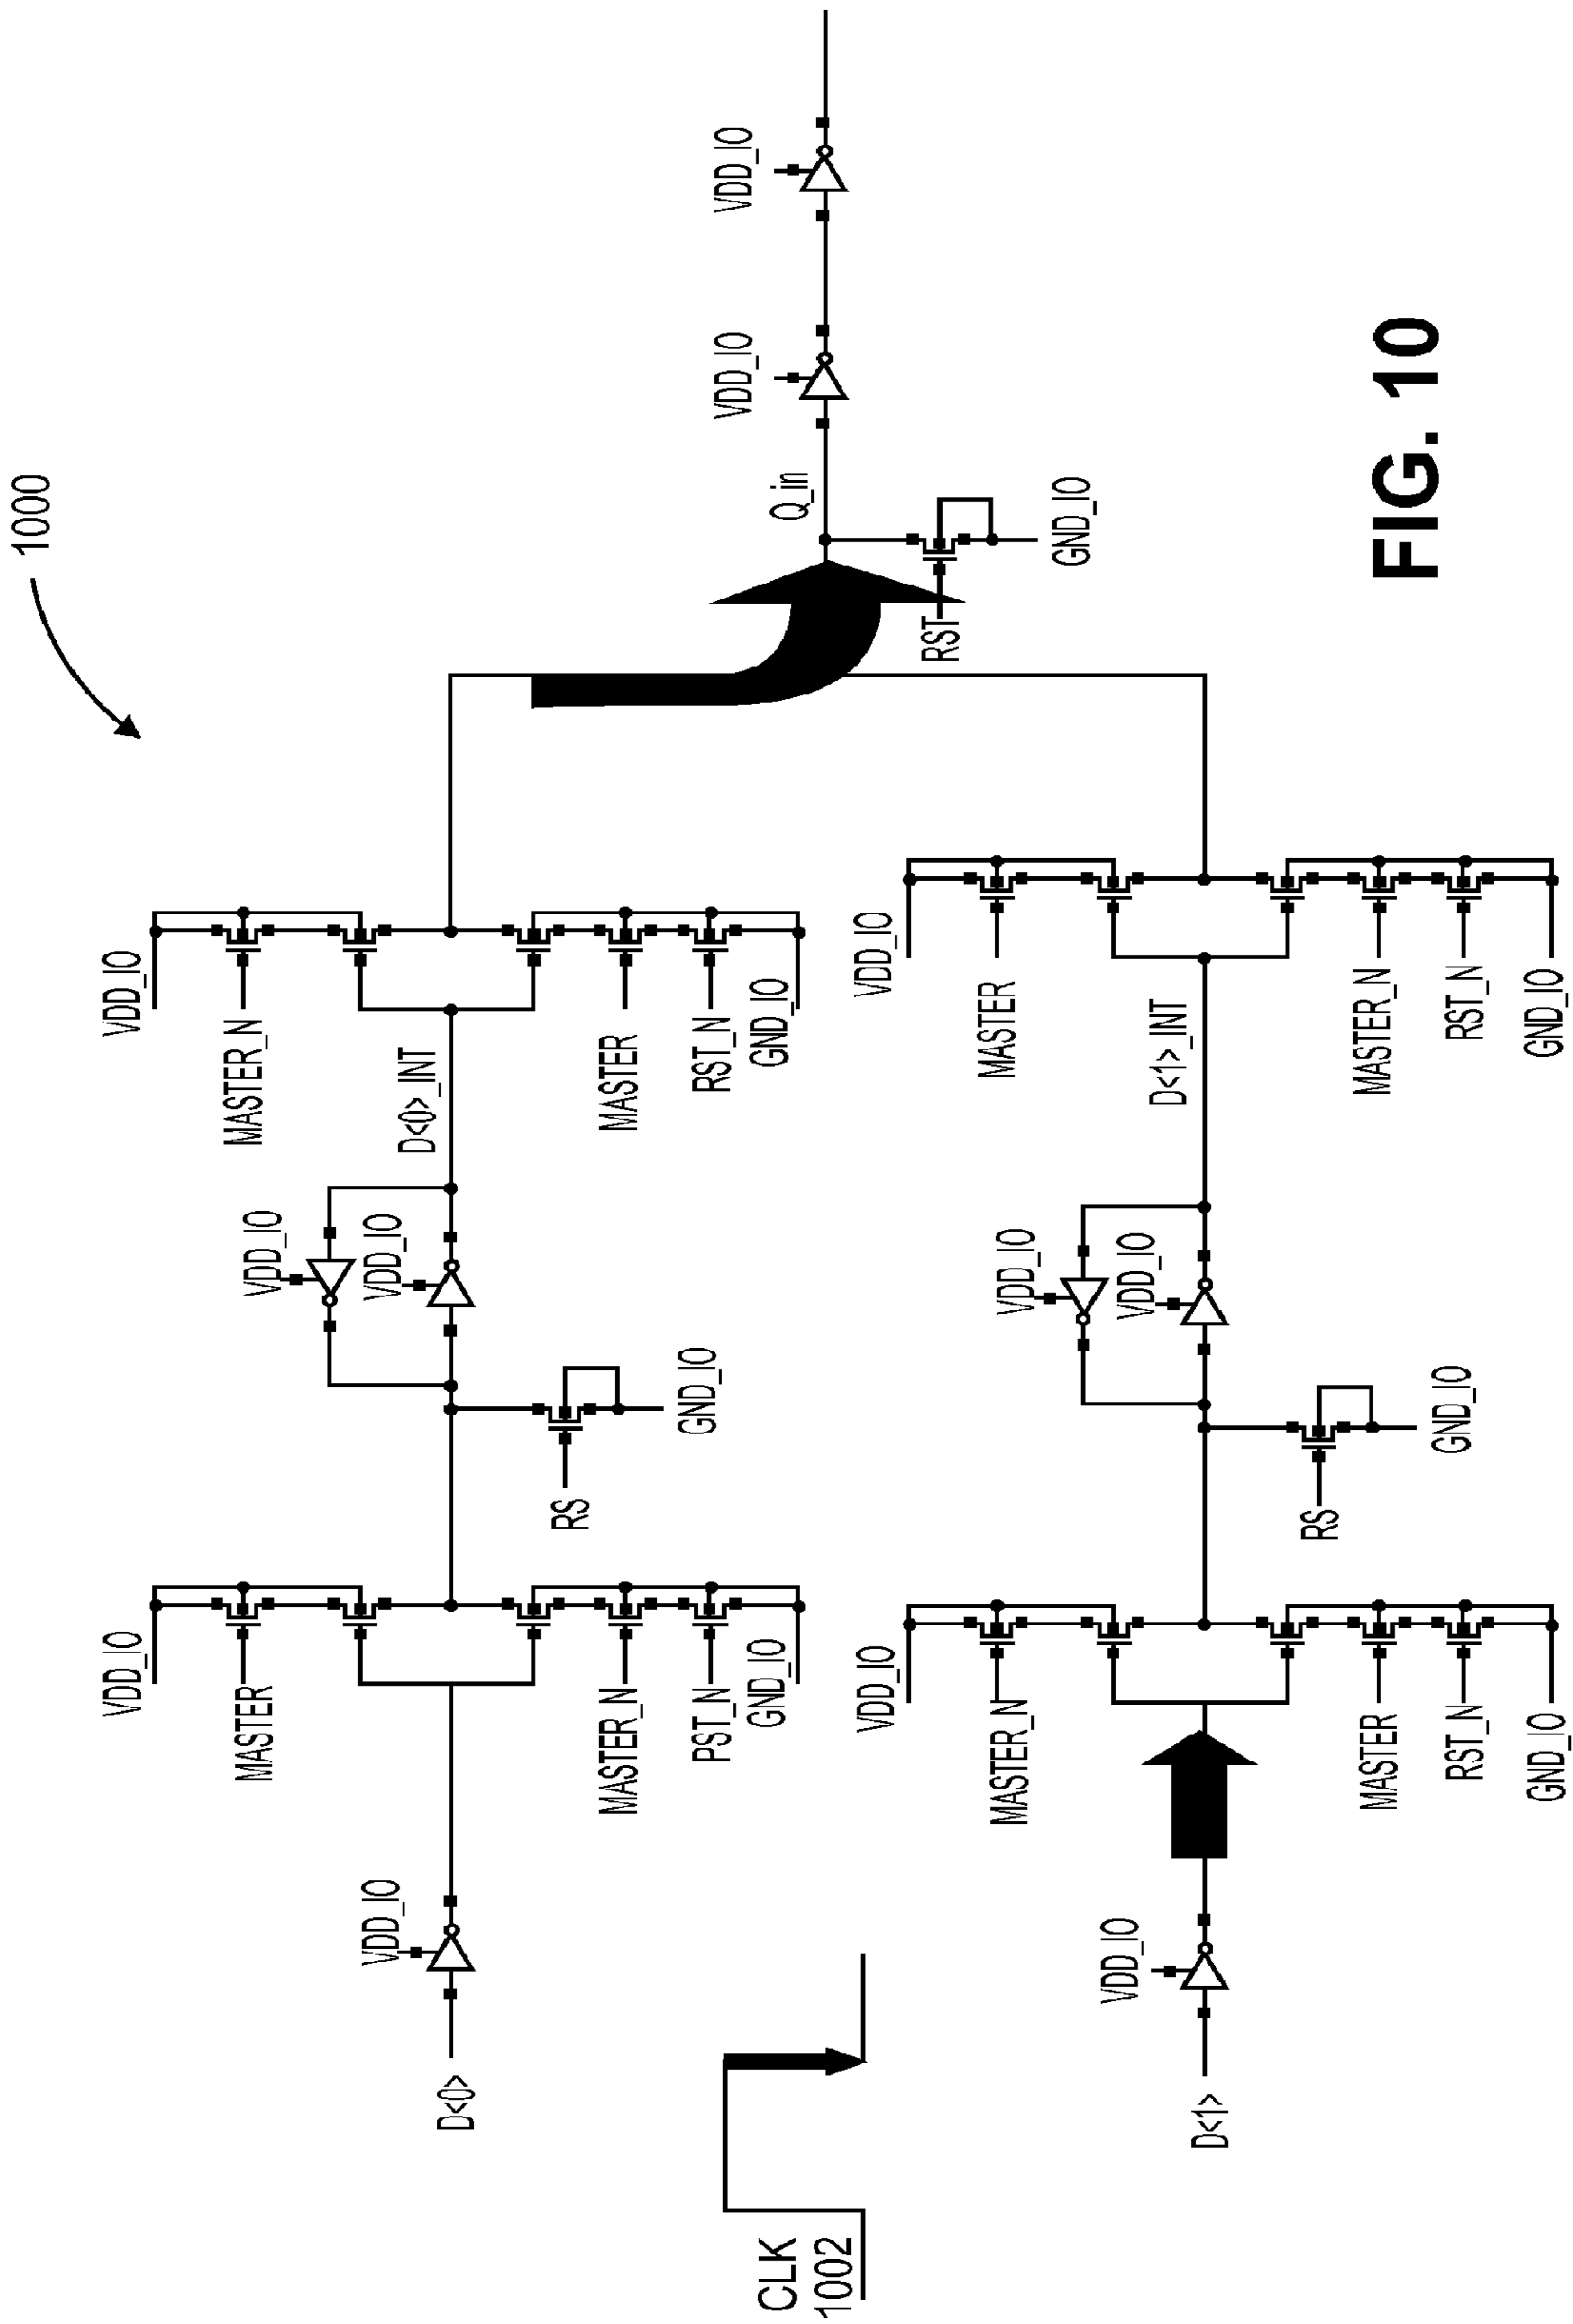 1000
VDD_IO
MASTER
MASTER_N
PST_N
GND_IO
VDD_IO
D<0>
RS
GND_IO
VDD_IO
VDD_IO
D<0>_INT
VDD_IO
MASTER_N
MASTER
RST_N
GND_IO
CLK
1002
VDD_IO
D<1>
VDD_IO
MASTER_N
MASTER
RST_N
GND_IO
RS
GND_IO
VDD_IO
VDD_IO
D<1>_INT
VDD_IO
MASTER
MASTER_N
RST_N
GND_IO
RST
GND_IO
Q_in
VDD_IO
VDD_IO
FIG. 10